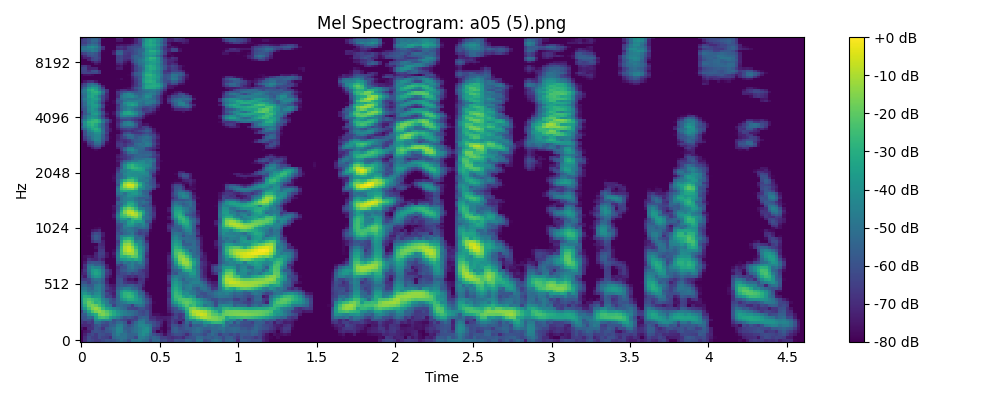 Mel Spectrogram: a05 (5).png
+0 dB
8192
-10 dB
4096
-20 dB
-30 dB
2048
Hz
-40 dB
1024
-50 dB
-60 dB
512
-70 dB
0
-80 dB
0 0.5 1 1.5 2 2.5 3 3.5 4 4.5
Time